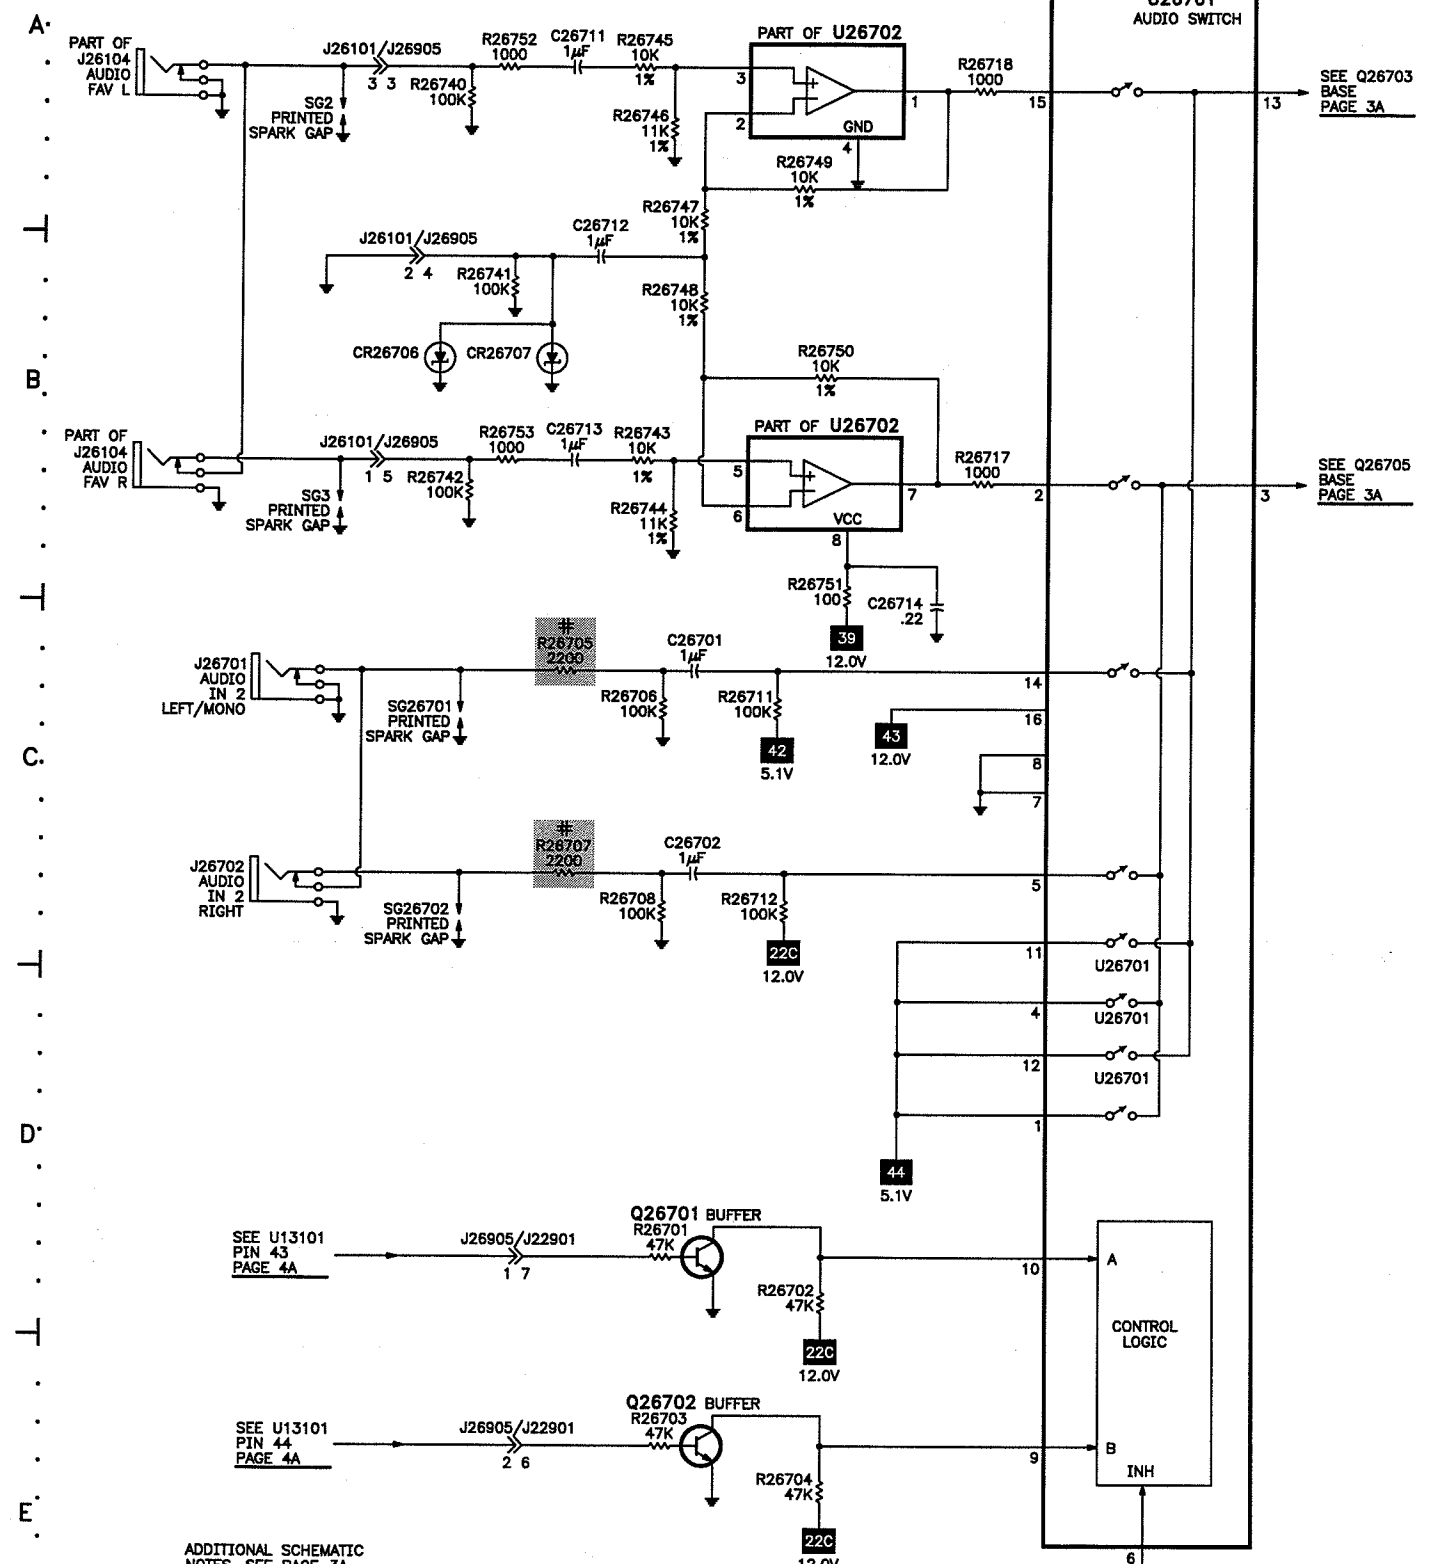 A
U26701
AUDIO SWITCH
PART OF
J26104
AUDIO
FAV L
J26101/J26905
3 3
SG2
PRINTED
SPARK GAP
R26740
100K
R26752
1000
C26711
1µF
R26745
10K
1%
R26746
11K
1%
PART OF U26702
3
2
1
GND
4
R26749
10K
1%
R26718
1000
15
13
SEE Q26703
BASE
PAGE 3A
R26747
10K
1%
J26101/J26905
2 4
R26741
100K
C26712
1µF
R26748
10K
1%
CR26706
CR26707
B
R26750
10K
1%
PART OF
J26104
AUDIO
FAV R
J26101/J26905
1 5
SG3
PRINTED
SPARK GAP
R26742
100K
R26753
1000
C26713
1µF
R26743
10K
1%
R26744
11K
1%
PART OF U26702
5
6
7
VCC
8
R26717
1000
2
3
SEE Q26705
BASE
PAGE 3A
R26751
100
C26714
.22
39
12.0V
J26701
AUDIO
IN 2
LEFT/MONO
SG26701
PRINTED
SPARK GAP
#
R26705
2200
R26706
100K
C26701
1µF
R26711
100K
42
5.1V
14
43
12.0V
16
8
7
C
J26702
AUDIO
IN 2
RIGHT
SG26702
PRINTED
SPARK GAP
#
R26707
2200
R26708
100K
C26702
1µF
R26712
100K
22C
12.0V
5
11
U26701
4
U26701
12
U26701
1
D
44
5.1V
SEE U13101
PIN 43
PAGE 4A
J26905/J22901
1 7
Q26701 BUFFER
R26701
47K
R26702
47K
22C
12.0V
10
A
CONTROL
LOGIC
SEE U13101
PIN 44
PAGE 4A
J26905/J22901
2 6
Q26702 BUFFER
R26703
47K
R26704
47K
22C
12.0V
9
B
INH
6
E
ADDITIONAL SCHEMATIC
NOTES, SEE PAGE 3A